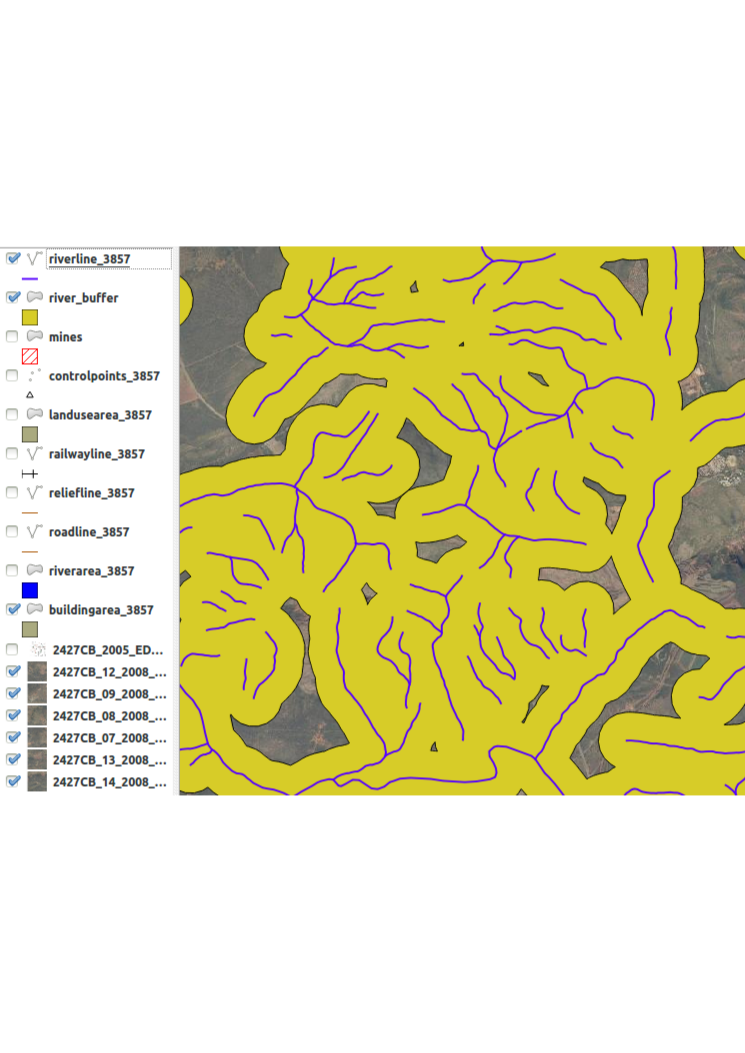 riverline_3857
river_buffer
mines
controlpoints_3857
landusearea_3857
railwayline_3857
reliefline_3857
roadline_3857
riverarea_3857
buildingarea_3857
2427CB_2005_ED...
2427CB_12_2008_...
2427CB_09_2008_...
2427CB_08_2008_...
2427CB_07_2008_...
2427CB_13_2008_...
2427CB_14_2008_...